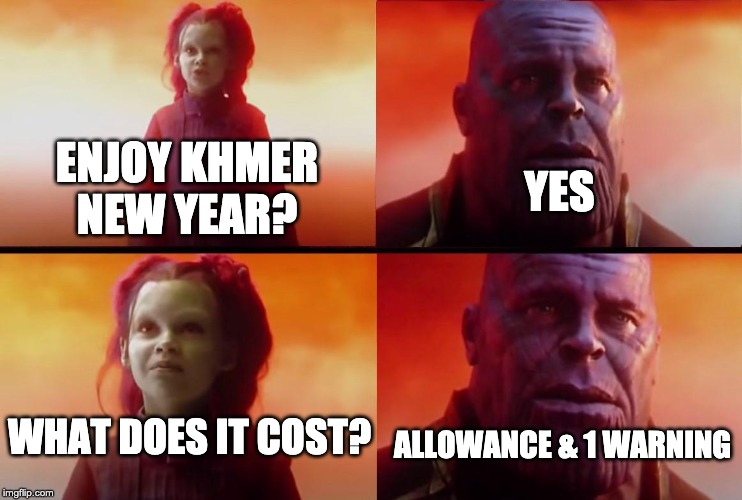 ENJOY KHMER
NEW YEAR?
YES
WHAT DOES IT COST?
ALLOWANCE & 1 WARNING
imgflip.com